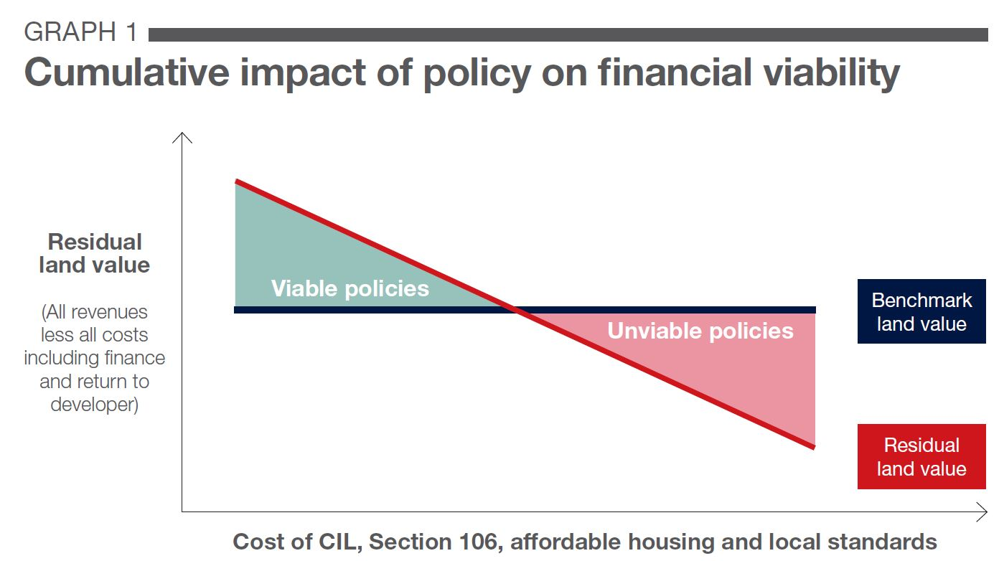 GRAPH 1
Cumulative impact of policy on financial viability
Residual
land value
(All revenues
less all costs
including finance
and return to
developer)
Viable policies
Unviable policies
Benchmark
land value
Residual
land value
Cost of CIL, Section 106, affordable housing and local standards